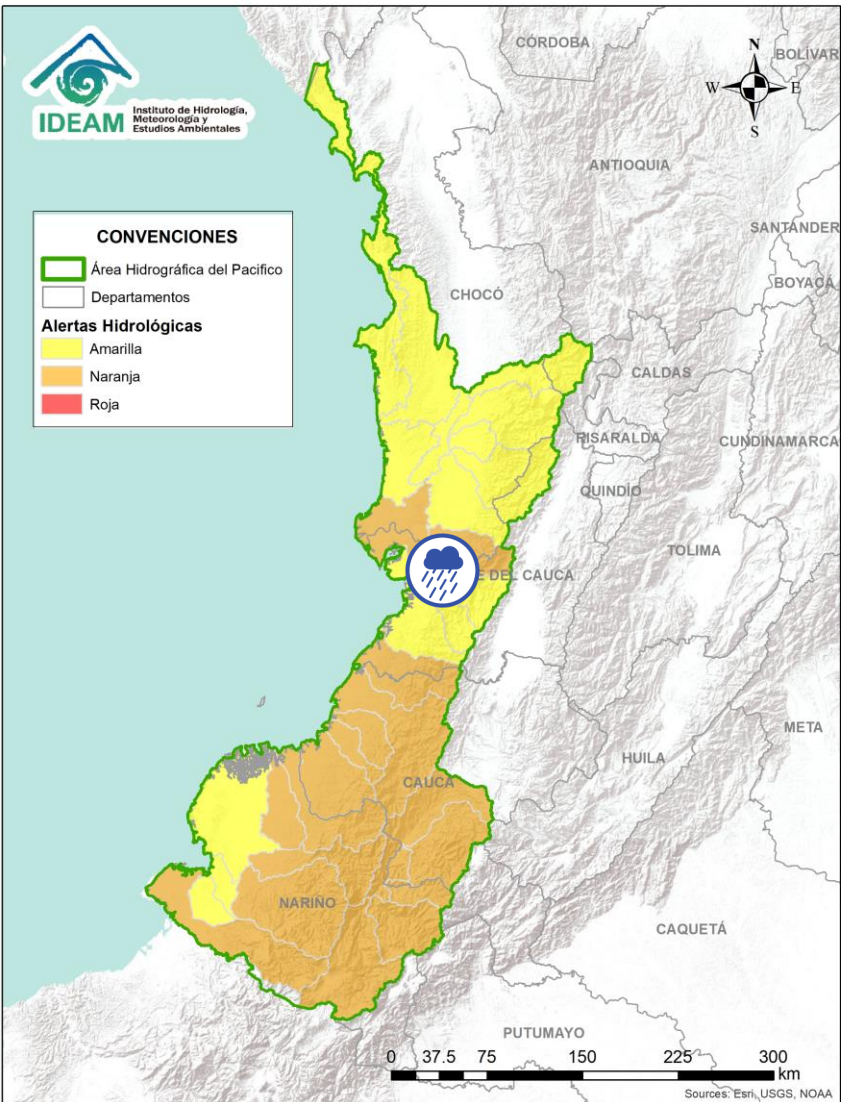 IDEAM
Instituto de Hidrología,
Meteorología y
Estudios Ambientales
N
W
E
S
CÓRDOBA
BOLÍVAR
ANTIOQUIA
SANTANDER
BOYACÁ
CHOCÓ
CONVENCIONES
Área Hidrográfica del Pacifico
Departamentos
Alertas Hidrológicas
Amarilla
Naranja
Roja
CALDAS
RISARALDA
CUNDINAMARCA
QUINDÍO
TOLIMA
E DEL CAUCA
META
HUILA
CAUCA
NARIÑO
CAQUETÁ
PUTUMAYO
0 37.5 75 150 225 300
km
Sources: Esri, USGS, NOAA